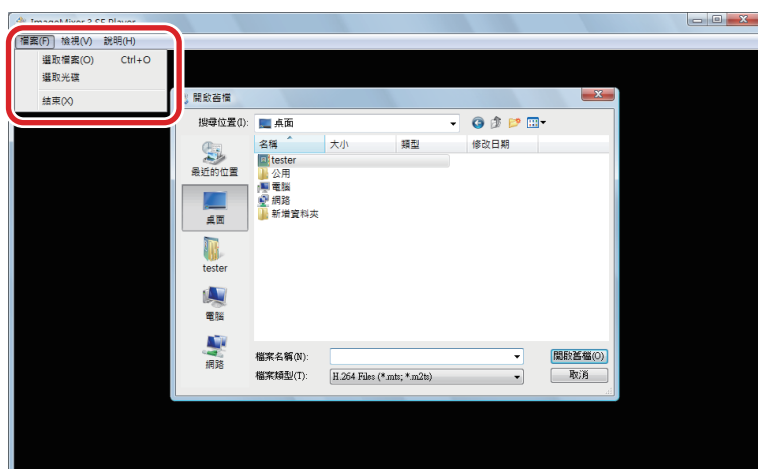 ImageMixer 3 SE Player
檔案(F) 檢視(V) 說明(H)
選取檔案(O) Ctrl+O
選取光碟
結束(X)
開啟舊檔
搜尋位置(I): 桌面
名稱 大小 類型 修改日期
tester
公用
電腦
網路
新增資料夾
最近的位置
桌面
tester
電腦
網路
檔案名稱(N): 開啟舊檔(O)
檔案類型(T): H.264 Files (*.mts; *.m2ts) 取消